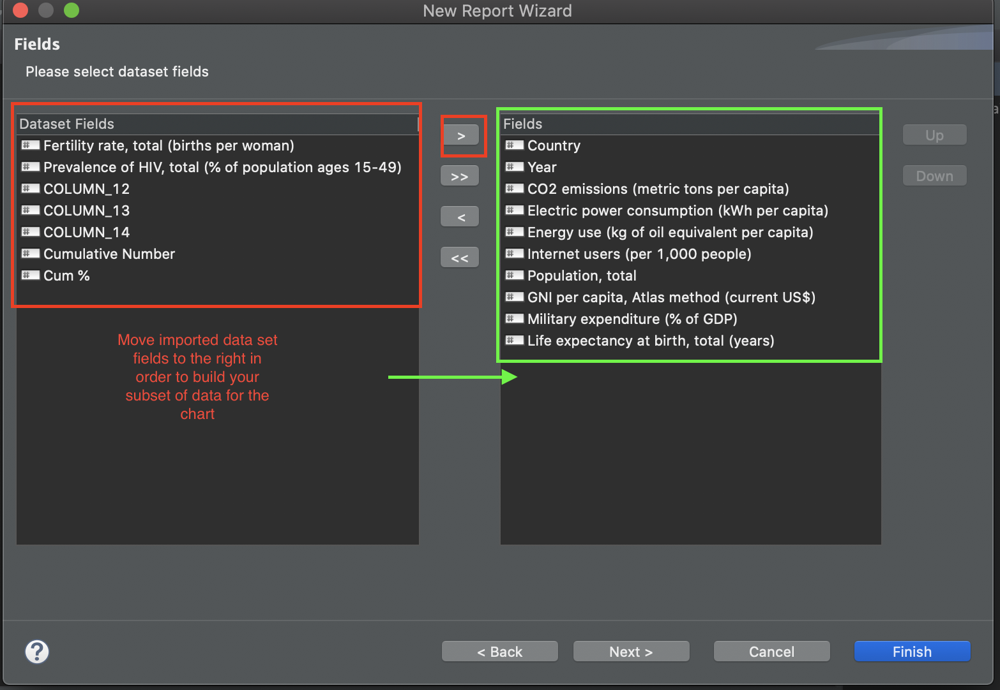 New Report Wizard
Fields
Please select dataset fields
Dataset Fields
Fertility rate, total (births per woman)
Prevalence of HIV, total (% of population ages 15-49)
COLUMN_12
COLUMN_13
COLUMN_14
Cumulative Number
Cum %
Move imported data set
fields to the right in
order to build your
subset of data for the
chart
>
>>
<
<<
Fields
Country
Year
CO2 emissions (metric tons per capita)
Electric power consumption (kWh per capita)
Energy use (kg of oil equivalent per capita)
Internet users (per 1,000 people)
Population, total
GNI per capita, Atlas method (current US$)
Military expenditure (% of GDP)
Life expectancy at birth, total (years)
Up
Down
?
< Back
Next >
Cancel
Finish